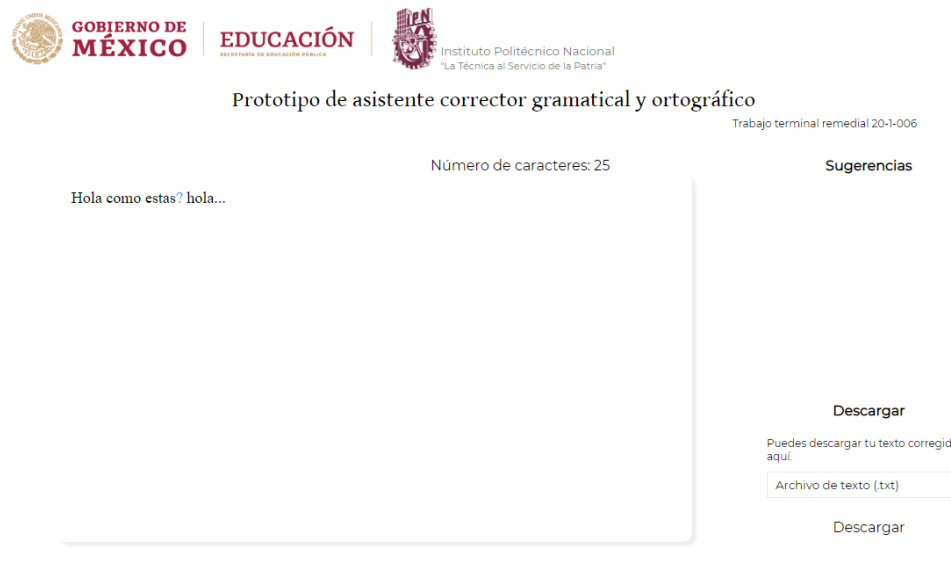 GOBIERNO DE
MÉXICO
EDUCACIÓN
SECRETARÍA DE EDUCACIÓN PÚBLICA
IPN
Instituto Politécnico Nacional
"La Técnica al Servicio de la Patria"
Prototipo de asistente corrector gramatical y ortográfico
Trabajo terminal remedial 20-1-006
Número de caracteres: 25
Sugerencias
Hola como estas? hola...
Descargar
Puedes descargar tu texto corregid
aquí.
Archivo de texto (.txt)
Descargar